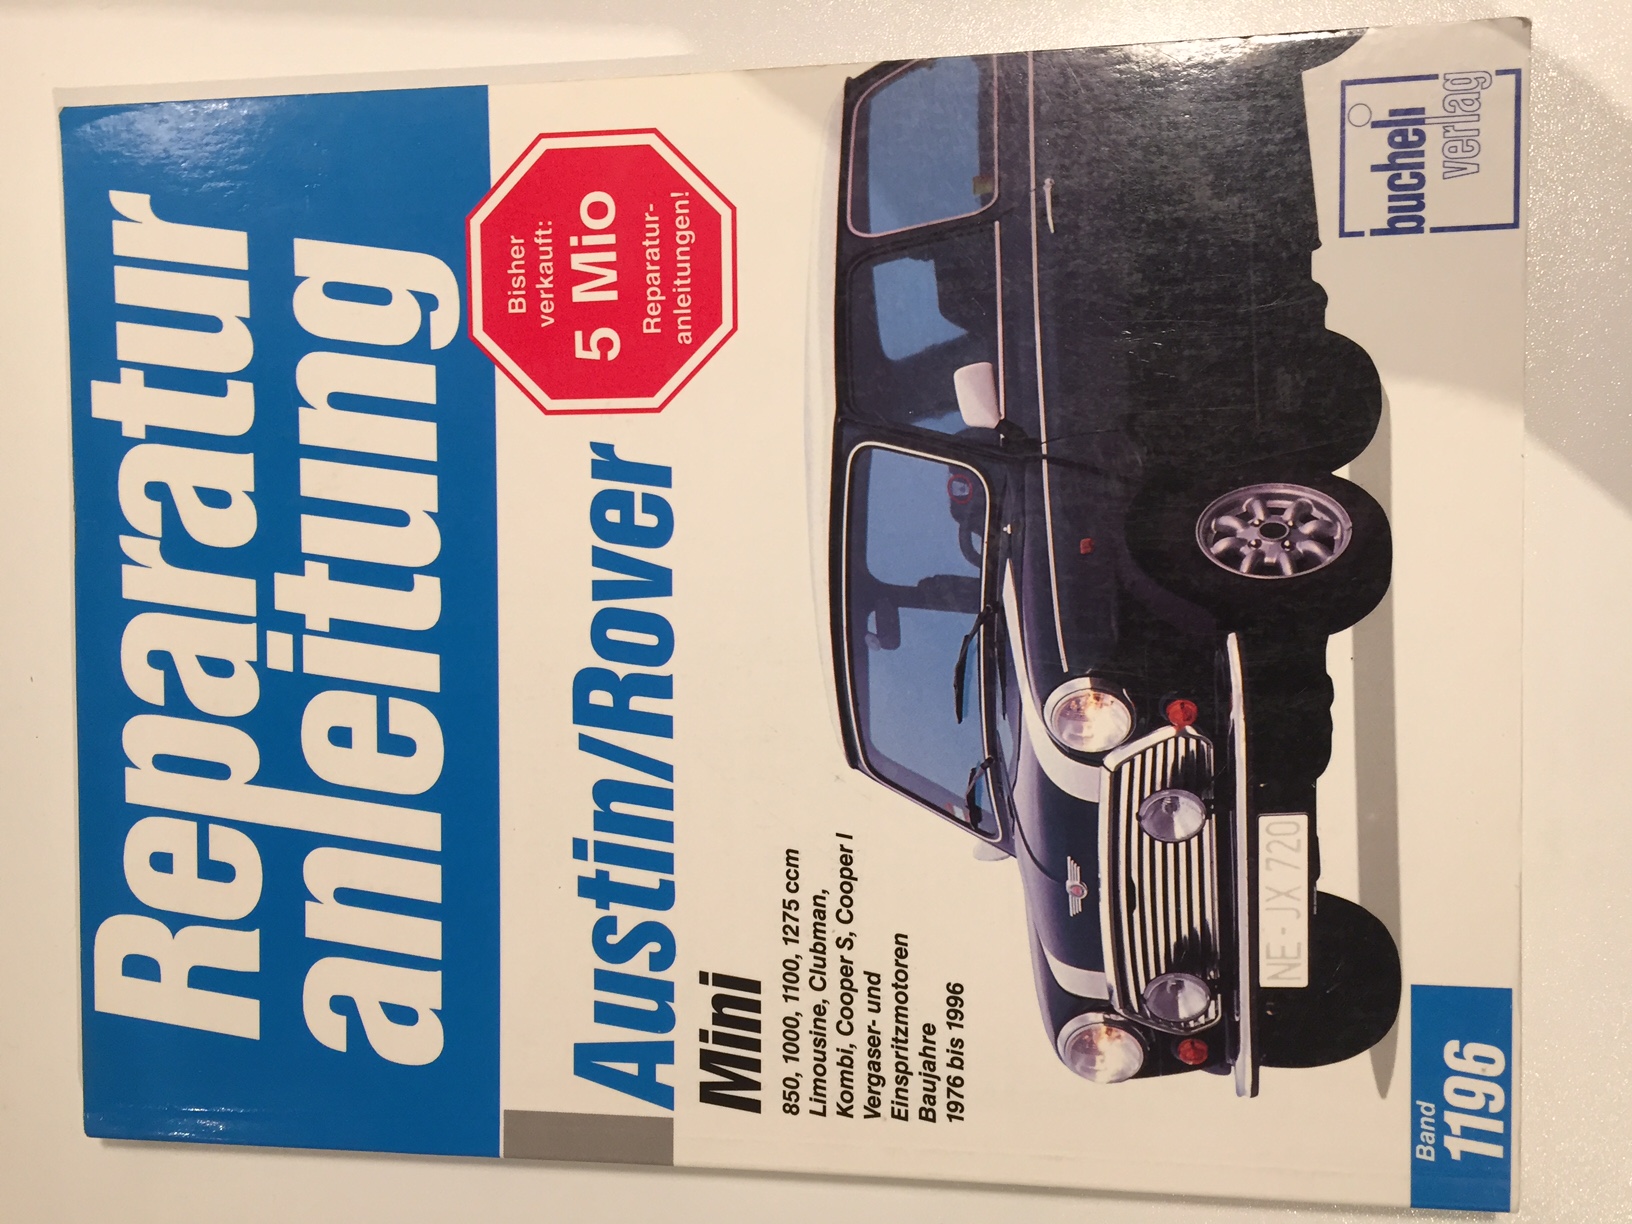 Reparatur
anleitung
Bisher
verkauft:
5 Mio
Reparatur-
anleitungen!
Austin/Rover
Mini
850, 1000, 1100, 1275 ccm
Limousine, Clubman,
Kombi, Cooper S, Cooper I
Vergaser- und
Einspritzmotoren
Baujahre
1976 bis 1996
NE-JX 720
Band
1196
bucheli
verlag